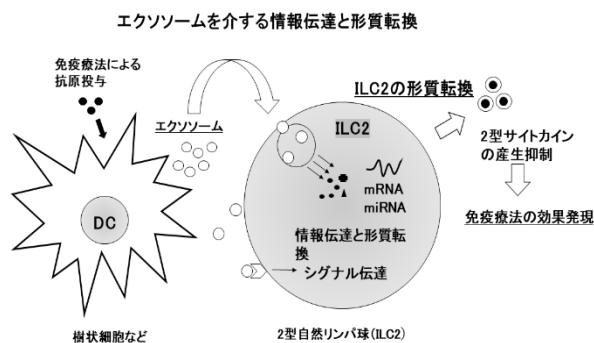 エクソソームを介する情報伝達と形質転換
免疫療法による
抗原投与
エクソソーム
DC
樹状細胞など
ILC2
mRNA
miRNA
情報伝達と形質転
換
シグナル伝達
2型自然リンパ球(ILC2)
ILC2の形質転換
2型サイトカイン
の産生抑制
免疫療法の効果発現